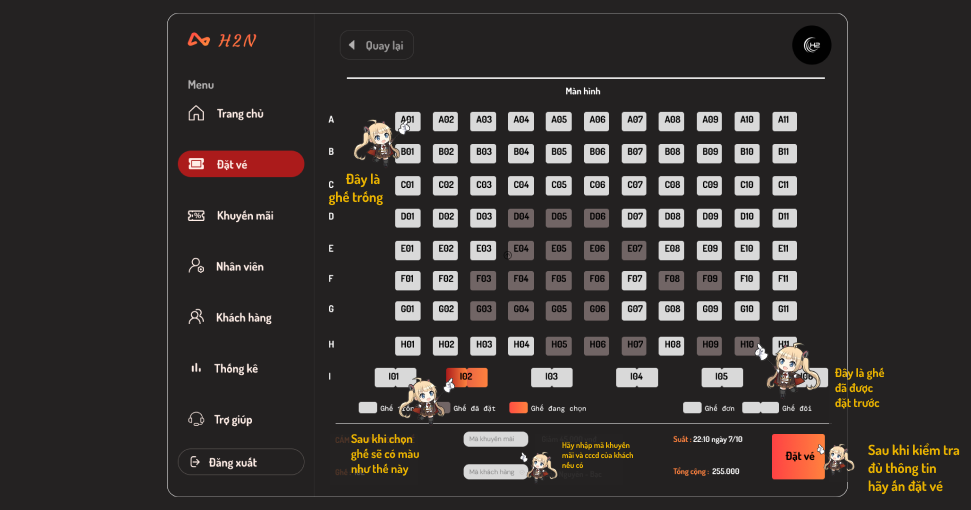 H2N
Quay lại
H2
Menu
Màn hình
Trang chủ
Đặt vé
Khuyến mãi
Nhân viên
Khách hàng
Thống kê
Trợ giúp
Đăng xuất
A A01 A02 A03 A04 A05 A06 A07 A08 A09 A10 A11
B B01 B02 B03 B04 B05 B06 B07 B08 B09 B10 B11
Đây là
ghế trống
C C01 C02 C03 C04 C05 C06 C07 C08 C09 C10 C11
D D01 D02 D03 D04 D05 D06 D07 D08 D09 D10 D11
E E01 E02 E03 E04 E05 E06 E07 E08 E09 E10 E11
F F01 F02 F03 F04 F05 F06 F07 F08 F09 F10 F11
G G01 G02 G03 G04 G05 G06 G07 G08 G09 G10 G11
H H01 H02 H03 H04 H05 H06 H07 H08 H09 H10 H11
I I01 I02 I03 I04 I05
Đây là ghế
đã được
đặt trước
Ghế Ghế đã đặt Ghế đang chọn Ghế đơn Ghế đôi
Sau khi chọn
ghế sẽ có màu
như thế này
Mã khuyến mãi
Mã khách hàng
Hãy nhập mã khuyến
mãi và cccd của khách
nếu có
Suất : 22:10 ngày 7/10
Tổng cộng : 255.000
Đặt vé
Sau khi kiểm tra
đủ thông tin
hãy ấn đặt vé